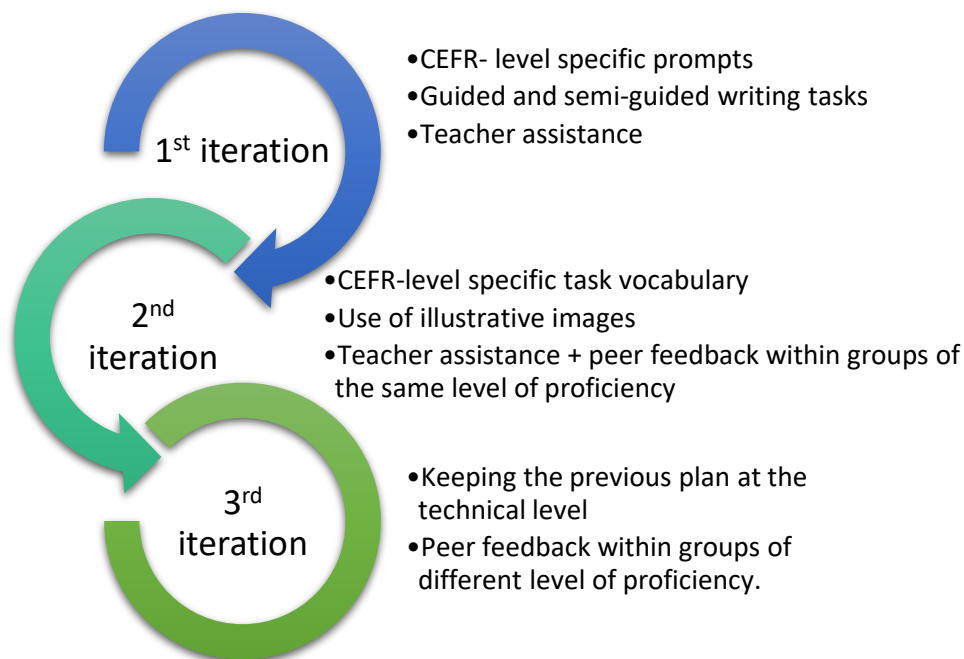 1st iteration
•CEFR- level specific prompts
•Guided and semi-guided writing tasks
•Teacher assistance
2nd
iteration
•CEFR-level specific task vocabulary
•Use of illustrative images
•Teacher assistance + peer feedback within groups of
the same level of proficiency
3rd
iteration
•Keeping the previous plan at the
technical level
•Peer feedback within groups of
different level of proficiency.